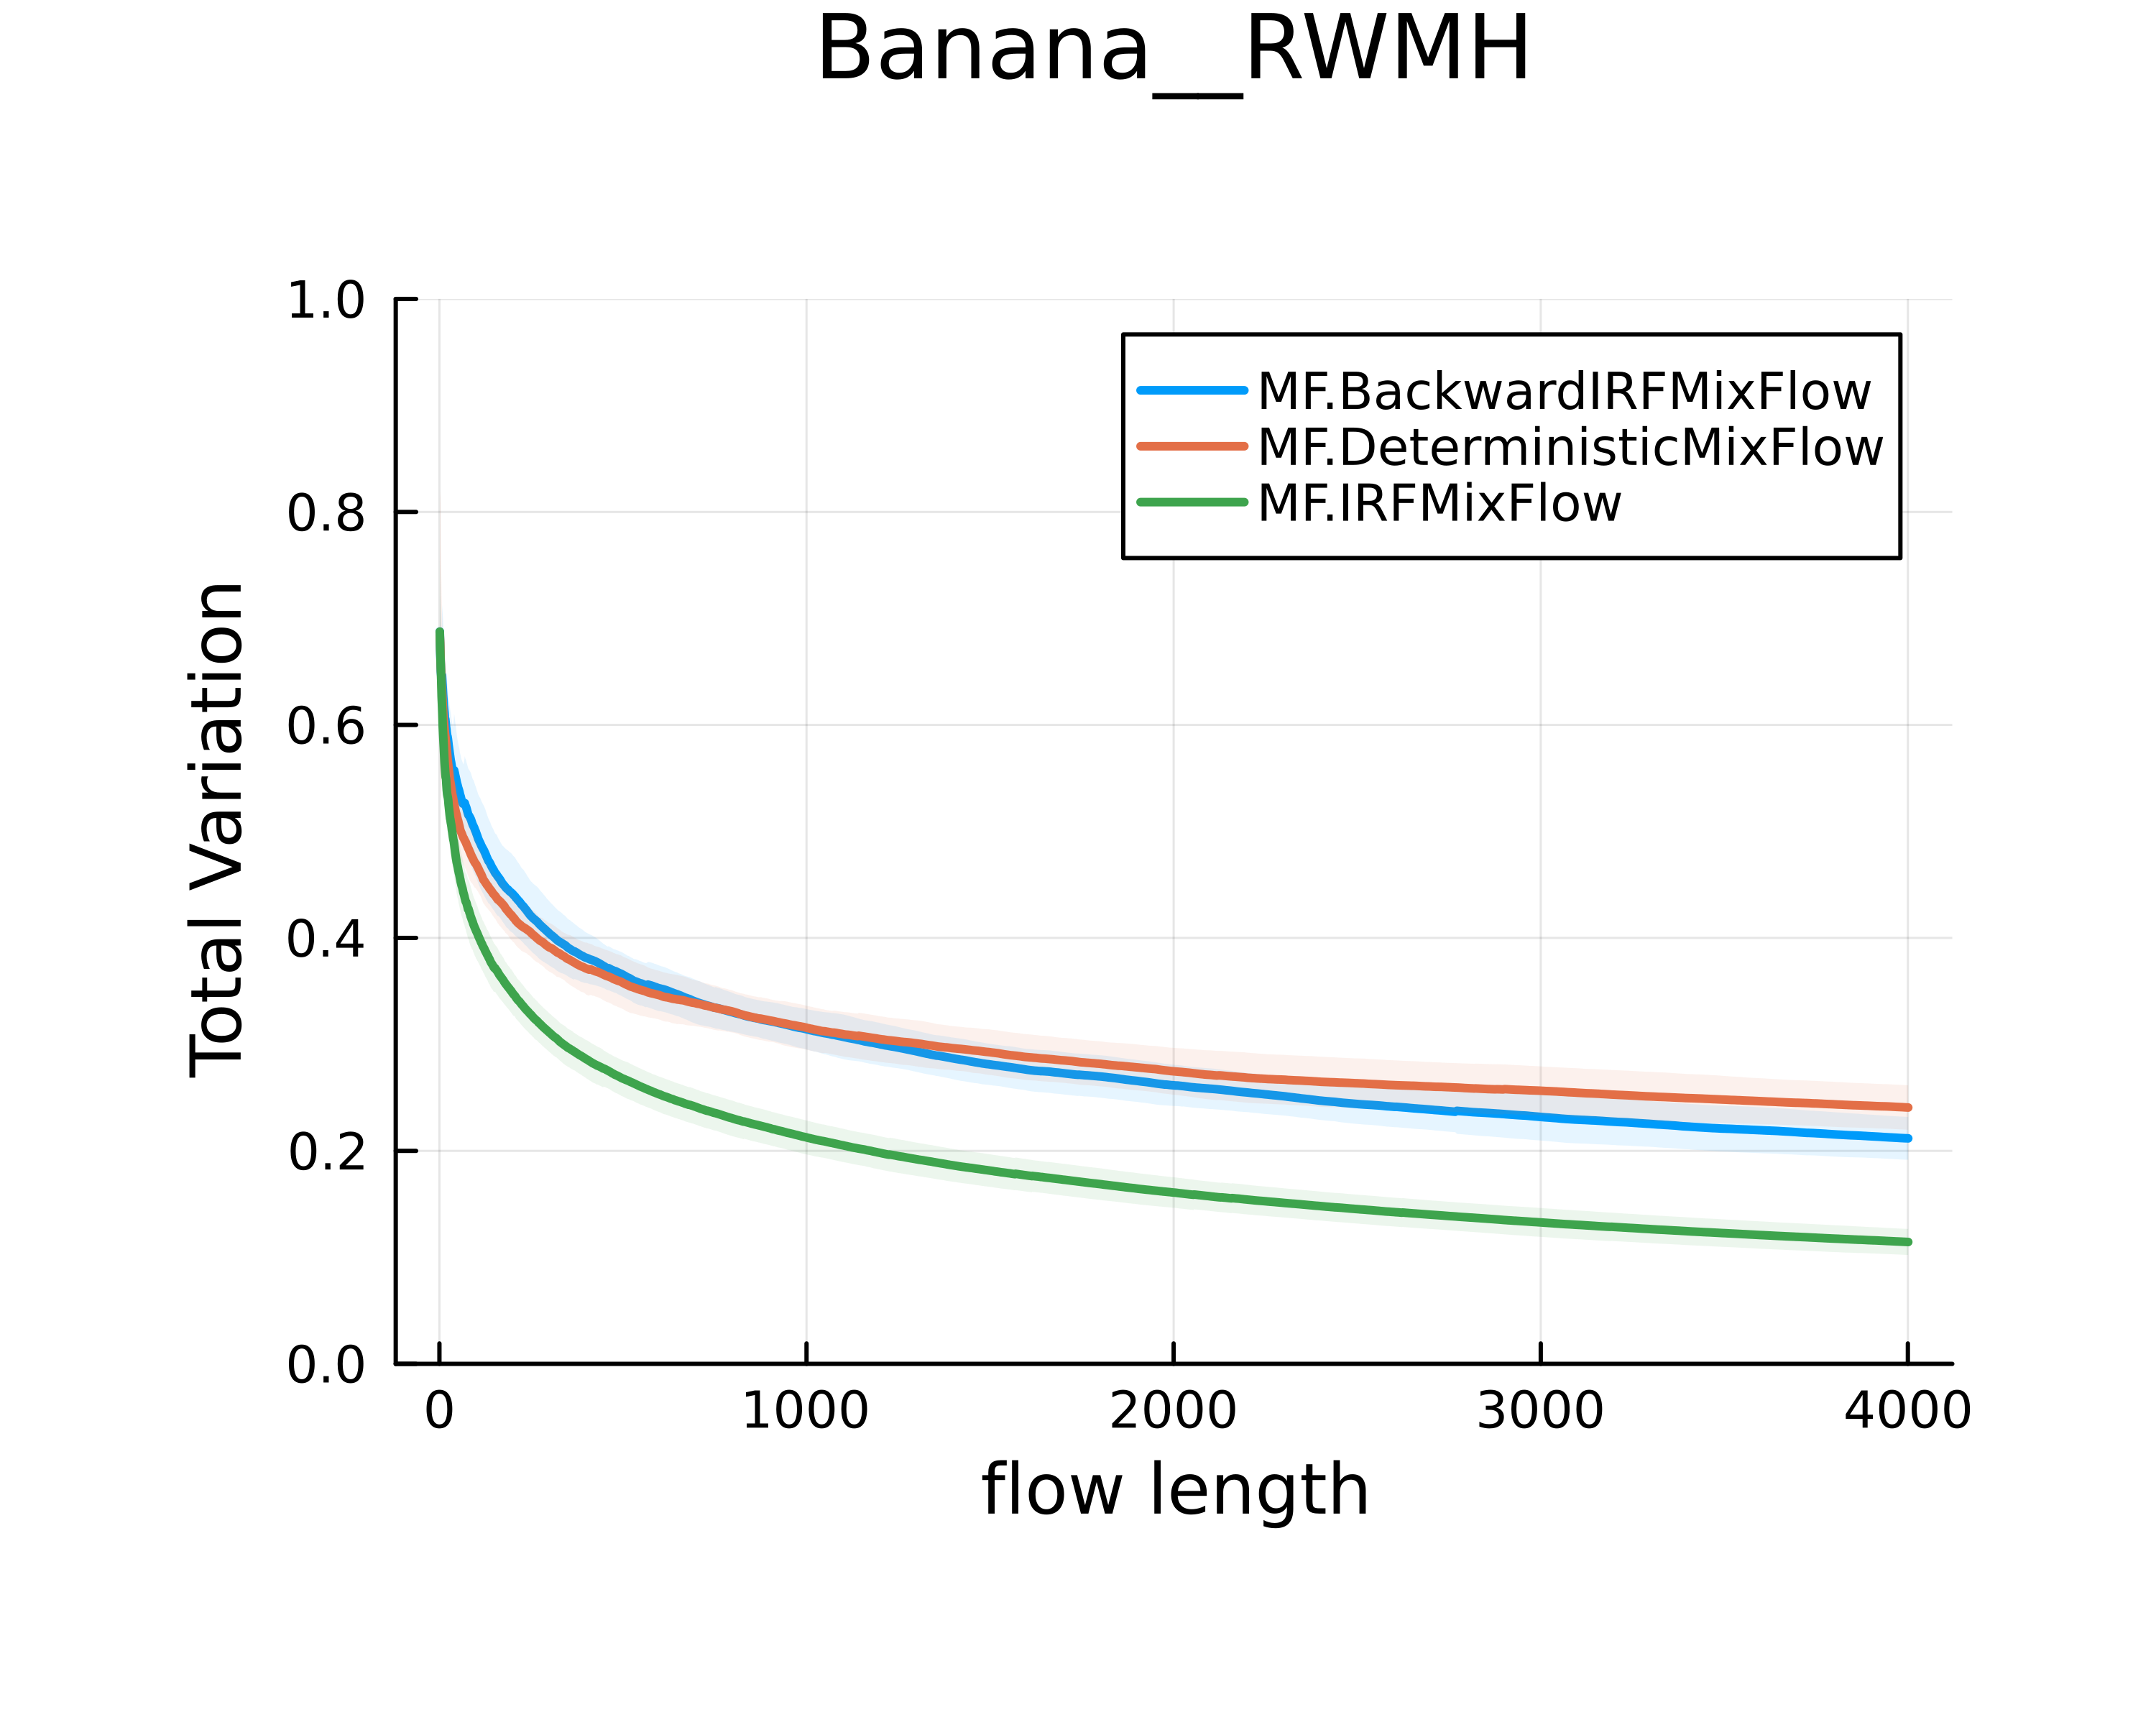 Banana__RWMH
1.0
0.8
0.6
0.4
0.2
0.0
Total Variation
MF.BackwardIRFMixFlow
MF.DeterministicMixFlow
MF.IRFMixFlow
0 1000 2000 3000 4000
flow length